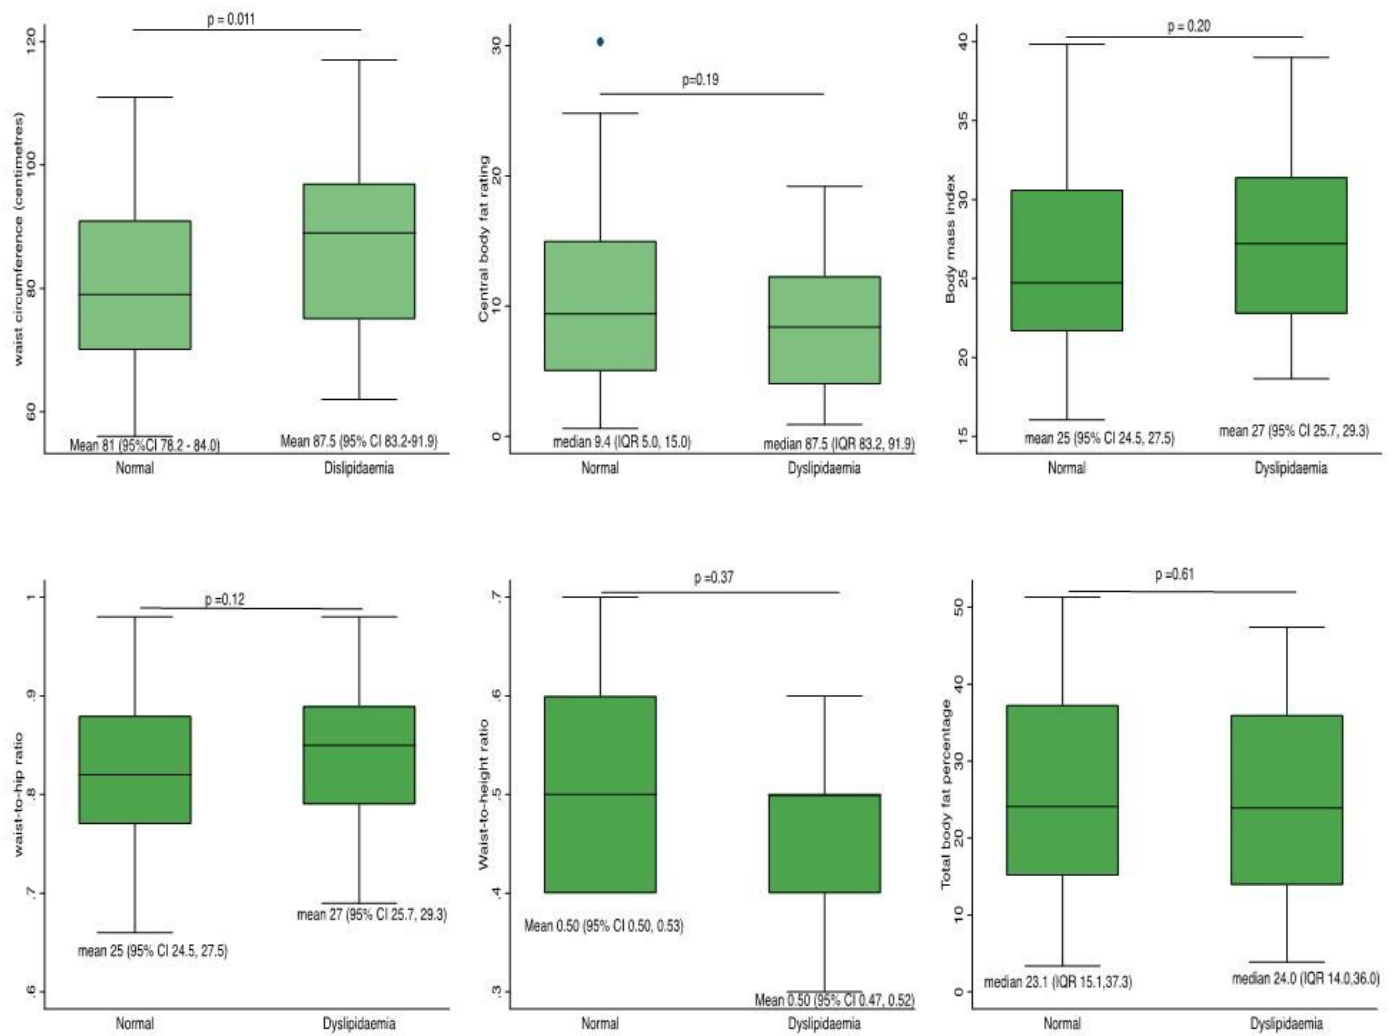 p = 0.011
waist circumference (centimetres)
120
100
80
60
Mean 81 (95%CI 78.2 - 84.0)
Mean 87.5 (95% CI 83.2-91.9)
Normal
Dislipidaemia
p=0.19
Central body fat rating
30
20
10
0
median 9.4 (IQR 5.0, 15.0)
median 87.5 (IQR 83.2, 91.9)
Normal
Dyslipidaemia
p = 0.20
Body mass index
40
35
30
25
20
15
mean 25 (95% CI 24.5, 27.5)
mean 27 (95% CI 25.7, 29.3)
Normal
Dyslipidaemia
p =0.12
waist-to-hip ratio
1
.9
.8
.7
.6
mean 25 (95% CI 24.5, 27.5)
mean 27 (95% CI 25.7, 29.3)
Normal
Dyslipidaemia
p =0.37
Waist-to-height ratio
.7
.6
.5
.4
.3
Mean 0.50 (95% CI 0.50, 0.53)
Mean 0.50 (95% CI 0.47, 0.52)
Normal
Dyslipidaemia
p =0.61
Total body fat percentage
50
40
30
20
10
0
median 23.1 (IQR 15.1,37.3)
median 24.0 (IQR 14.0,36.0)
Normal
Dyslipidaemia